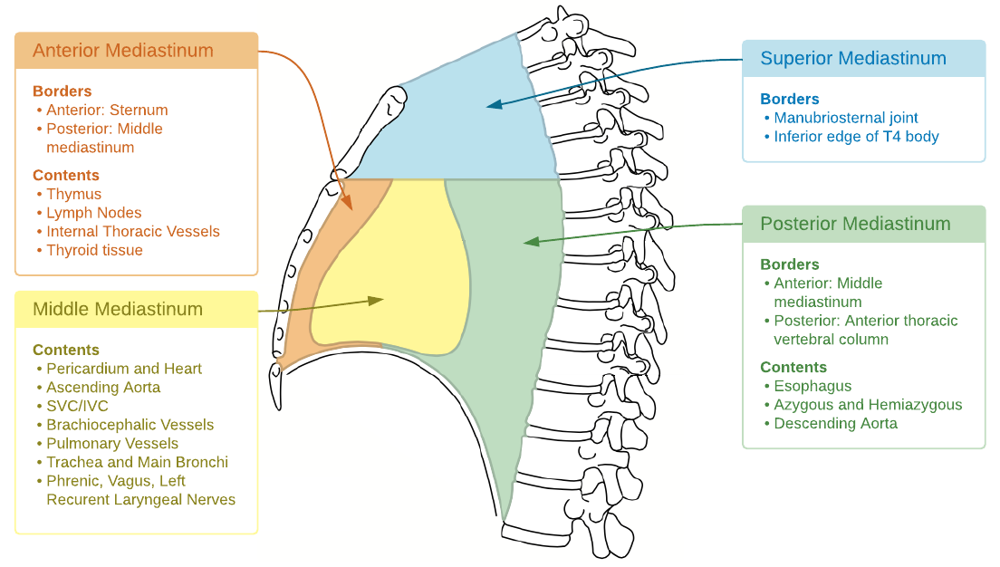 Anterior Mediastinum
Borders
• Anterior: Sternum
• Posterior: Middle
mediastinum
Contents
• Thymus
• Lymph Nodes
• Internal Thoracic Vessels
• Thyroid tissue
Middle Mediastinum
Contents
• Pericardium and Heart
• Ascending Aorta
• SVC/IVC
• Brachiocephalic Vessels
• Pulmonary Vessels
• Trachea and Main Bronchi
• Phrenic, Vagus, Left
Recurent Laryngeal Nerves
Superior Mediastinum
Borders
• Manubriosternal joint
• Inferior edge of T4 body
Posterior Mediastinum
Borders
• Anterior: Middle
mediastinum
• Posterior: Anterior thoracic
vertebral column
Contents
• Esophagus
• Azygous and Hemiazygous
• Descending Aorta